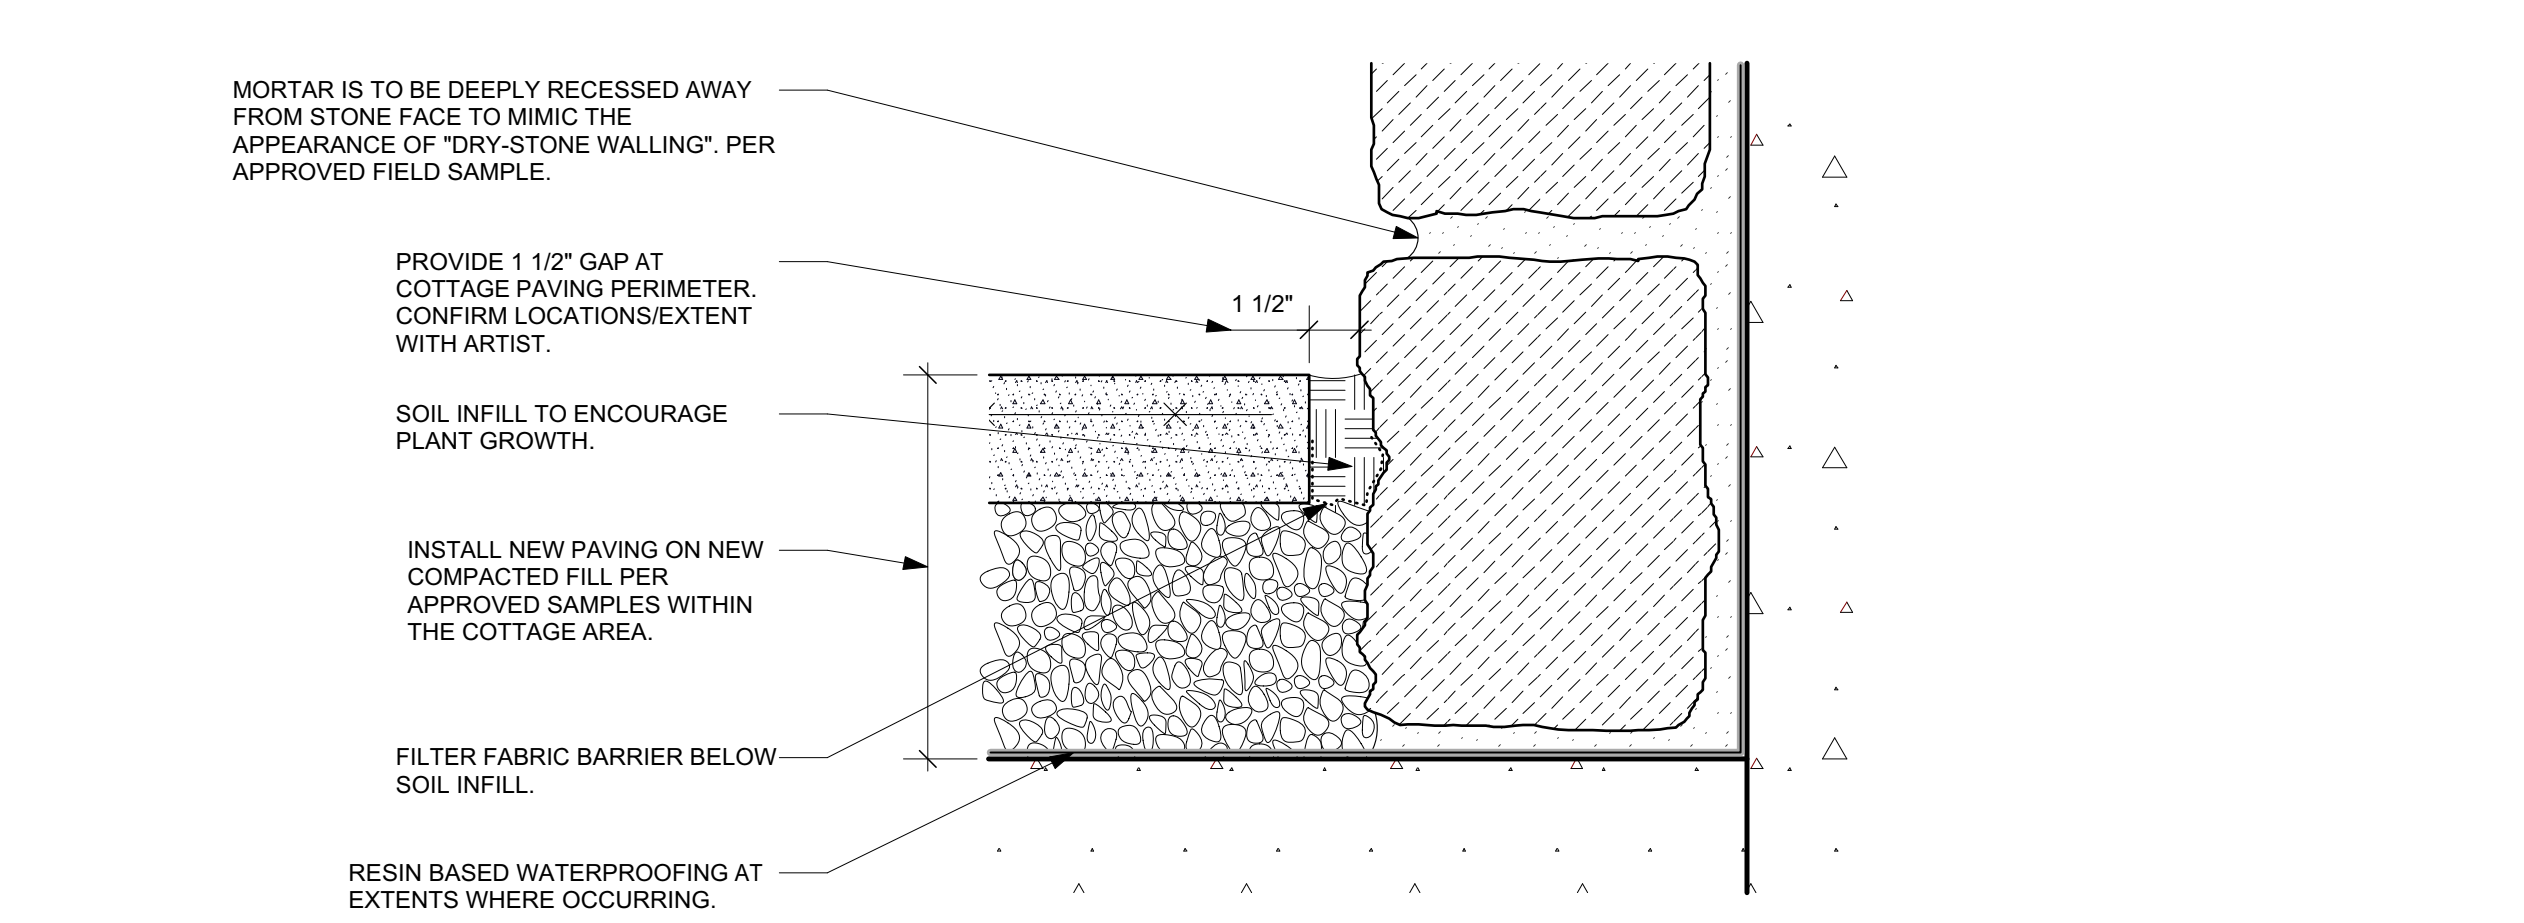 MORTAR IS TO BE DEEPLY RECESSED AWAY
FROM STONE FACE TO MIMIC THE
APPEARANCE OF "DRY-STONE WALLING". PER
APPROVED FIELD SAMPLE.
PROVIDE 1 1/2" GAP AT
COTTAGE PAVING PERIMETER.
CONFIRM LOCATIONS/EXTENT
WITH ARTIST.
1 1/2"
SOIL INFILL TO ENCOURAGE
PLANT GROWTH.
INSTALL NEW PAVING ON NEW
COMPACTED FILL PER
APPROVED SAMPLES WITHIN
THE COTTAGE AREA.
FILTER FABRIC BARRIER BELOW
SOIL INFILL.
RESIN BASED WATERPROOFING AT
EXTENTS WHERE OCCURRING.